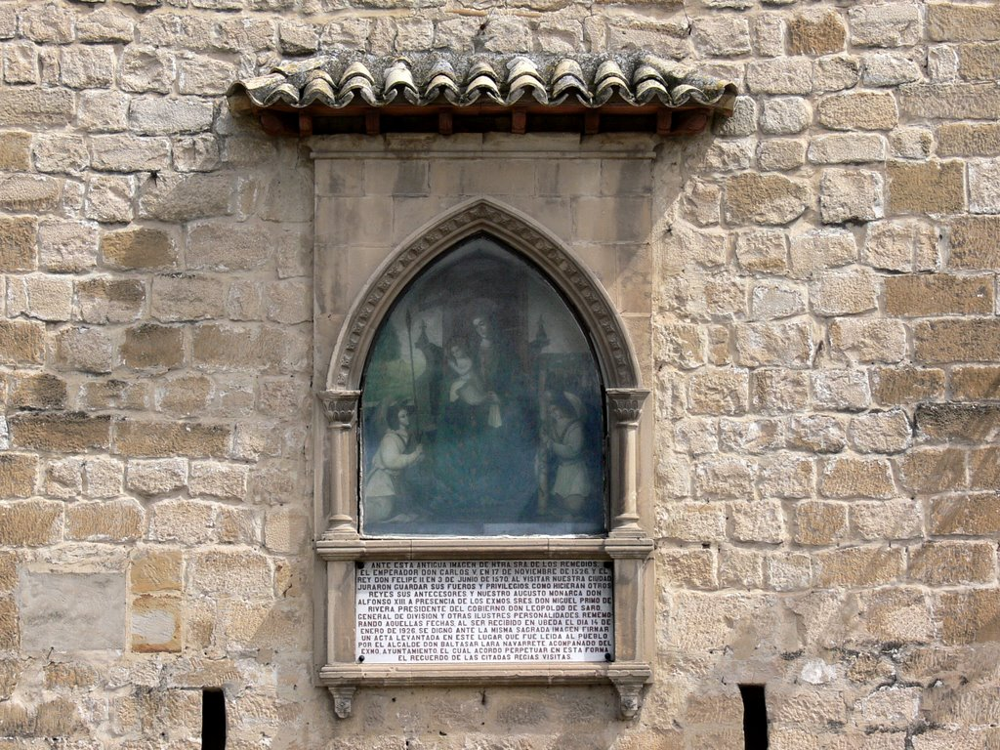 ANTE ESTA ANTIGUA IMAGEN DE NTRA. SRA. DE LOS REMEDIOS,
EL EMPERADOR DON CARLOS V, EN 17 DE NOVIEMBRE DE 1526, Y EL
REY DON FELIPE II EN 3 DE JUNIO DE 1570, AL VISITAR NUESTRA CIUDAD
JURARON GUARDAR SUS FUEROS Y PRIVILEGIOS, COMO HICIERAN OTROS
REYES SUS ANTECESORES Y NUESTRO AUGUSTO MONARCA DON
ALFONSO XIII A PRESENCIA DE LOS EXMOS. SRES. DON MIGUEL PRIMO DE
RIVERA, PRESIDENTE DEL GOBIERNO DON LEOPOLDO DE SARO,
GENERAL DE DIVISION Y OTRAS ILUSTRES PERSONALIDADES, REMEMO-
RANDO AQUELLAS FECHAS, AL SER RECIBIDO EN UBEDA EL DIA 14 DE
ENERO DE 1926, SE DIGNO ANTE LA MISMA SAGRADA IMAGEN FIRMAR
UN ACTA LEVANTADA EN ESTE LUGAR QUE FUE LEIDA AL PUEBLO
POR EL ALCALDE DON BALTASAR LARA NAVARRETE ACOMPAÑADO DEL
EXMO. AYUNTAMIENTO, EL CUAL ACORDO PERPETUAR EN ESTA FORMA
EL RECUERDO DE LAS CITADAS REGIAS VISITAS.